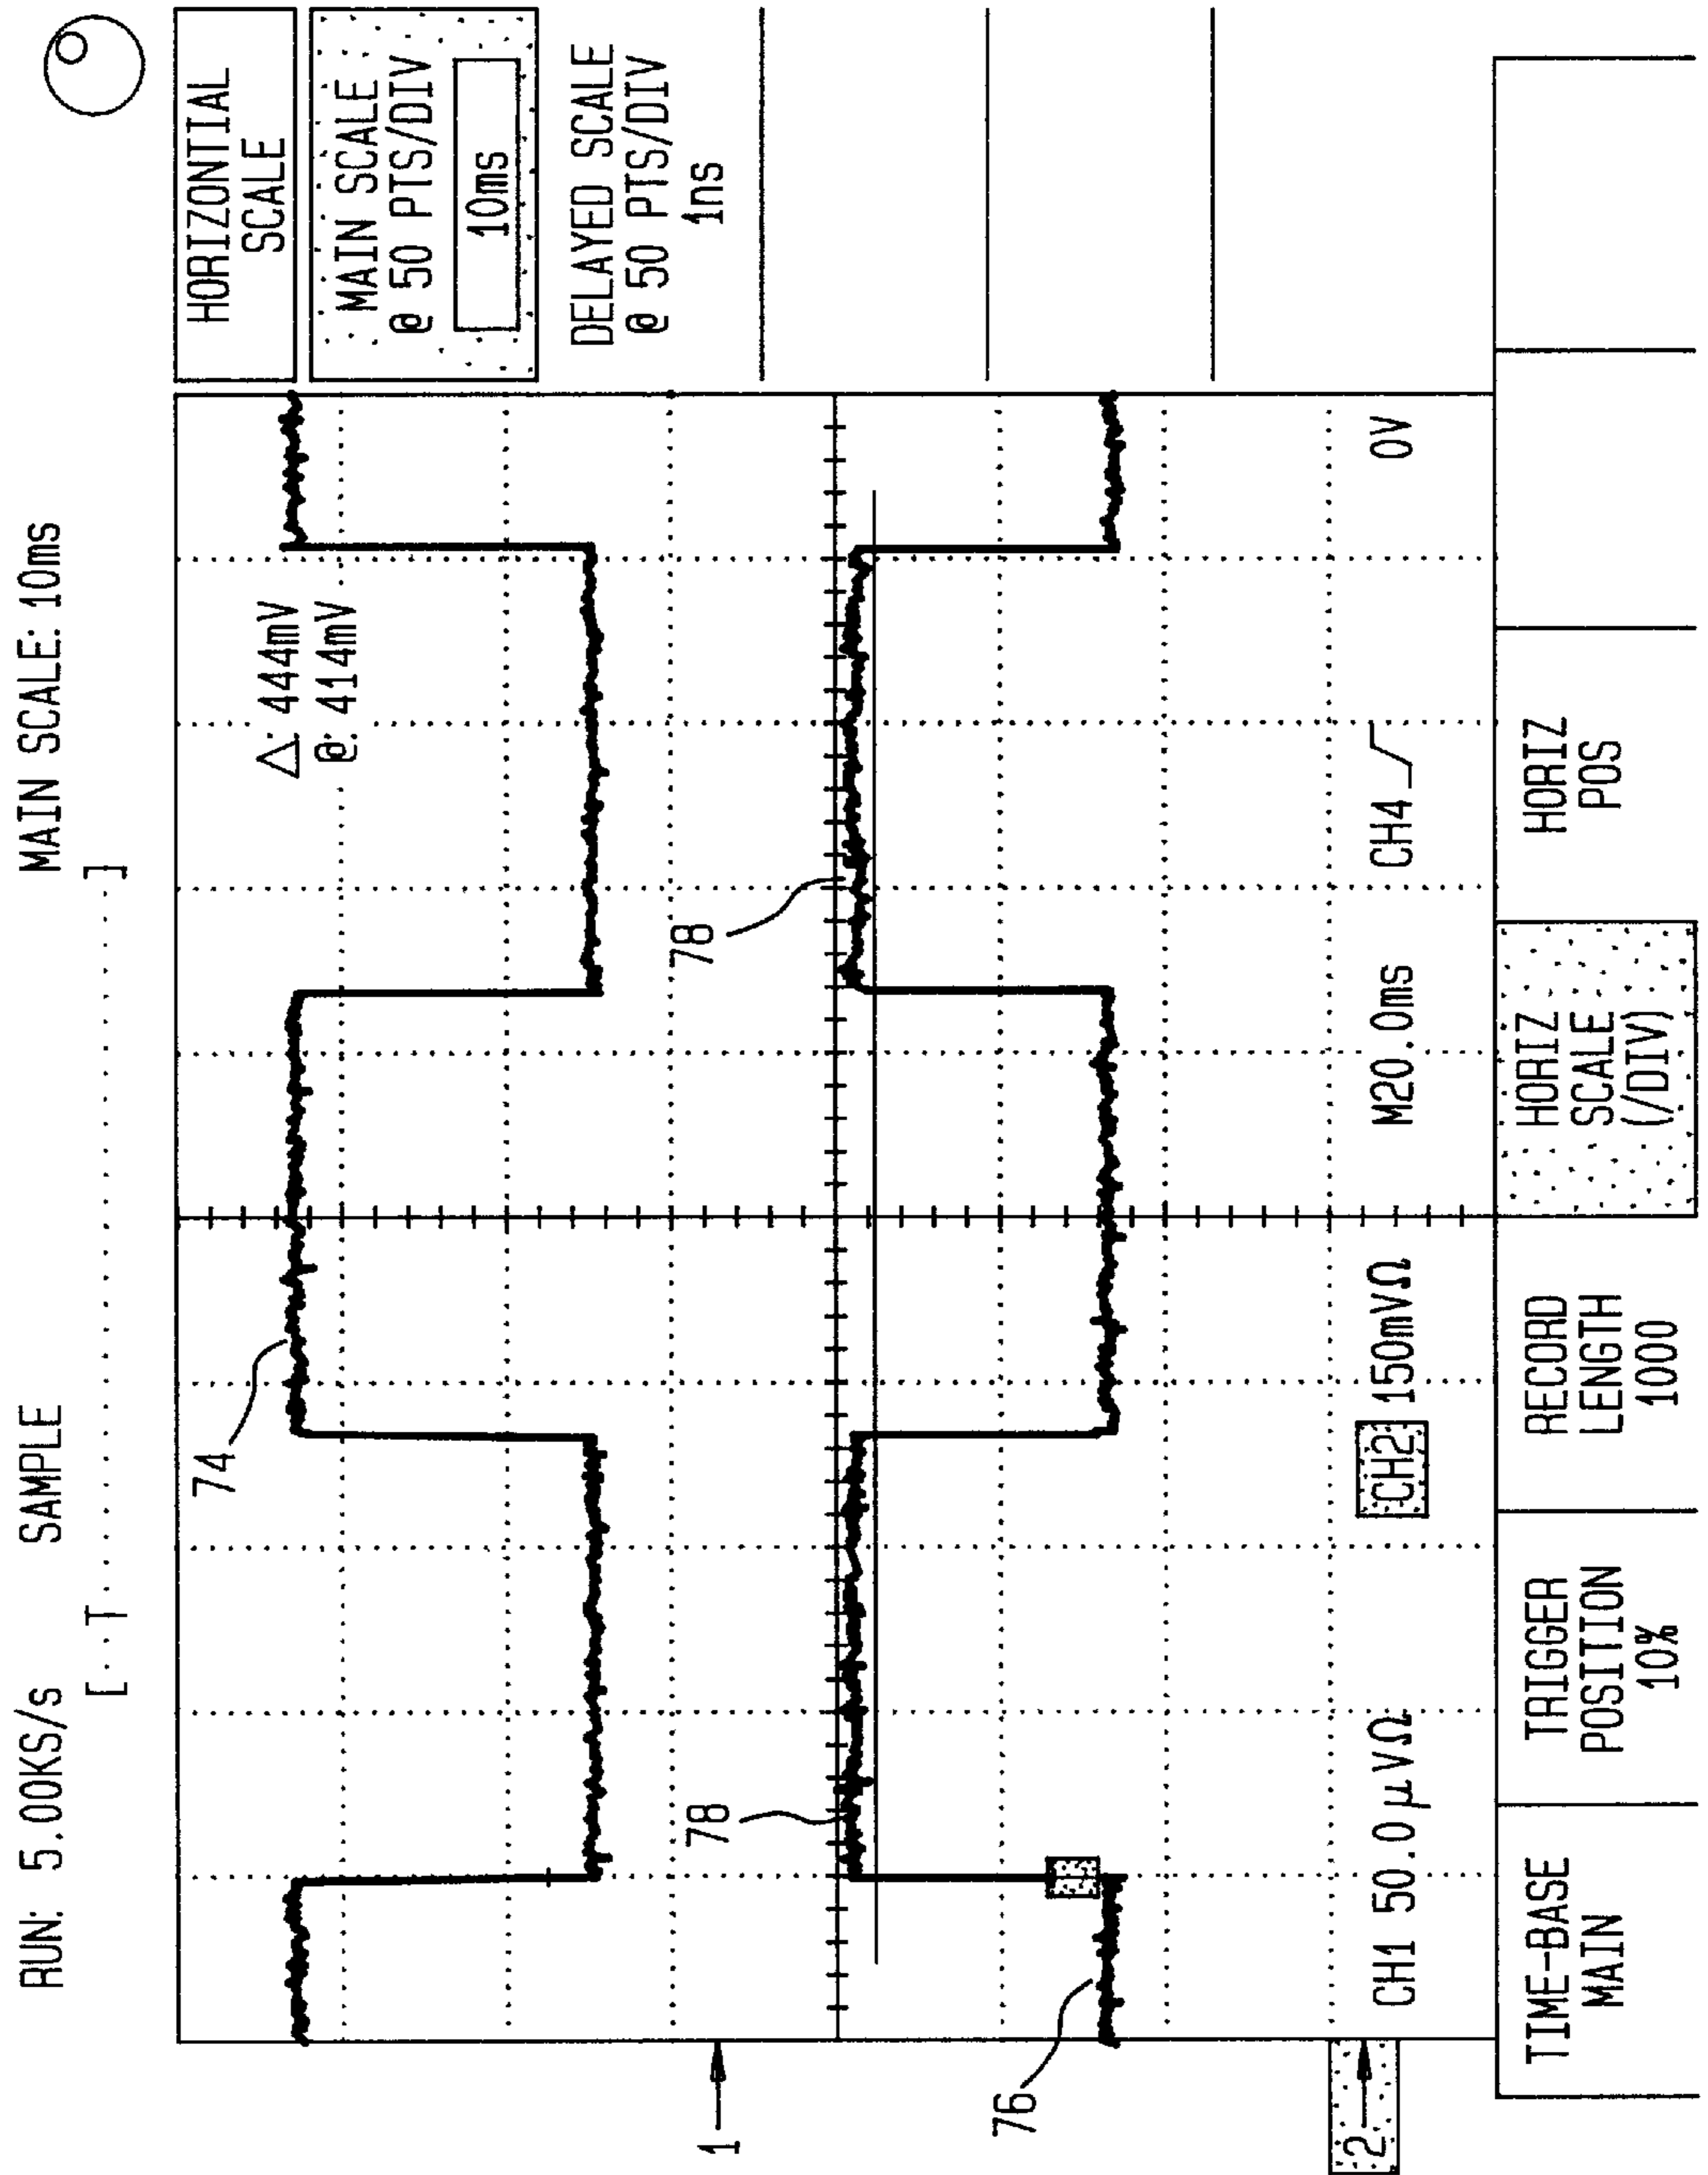 RUN: 5.00KS/s SAMPLE MAIN SCALE: 10ms
[··T·····················]
HORIZONTIAL
SCALE
MAIN SCALE
@ 50 PTS/DIV
10ms
DELAYED SCALE
@ 50 PTS/DIV
1ns
74
△: 444mV
@: 414mV
1
78
78
76
2
CH1 50.0μVΩ CH2 150mVΩ M20.0ms CH4 0V
TIME-BASE
MAIN
TRIGGER
POSITION
10%
RECORD
LENGTH
1000
HORIZ
SCALE
(/DIV)
HORIZ
POS